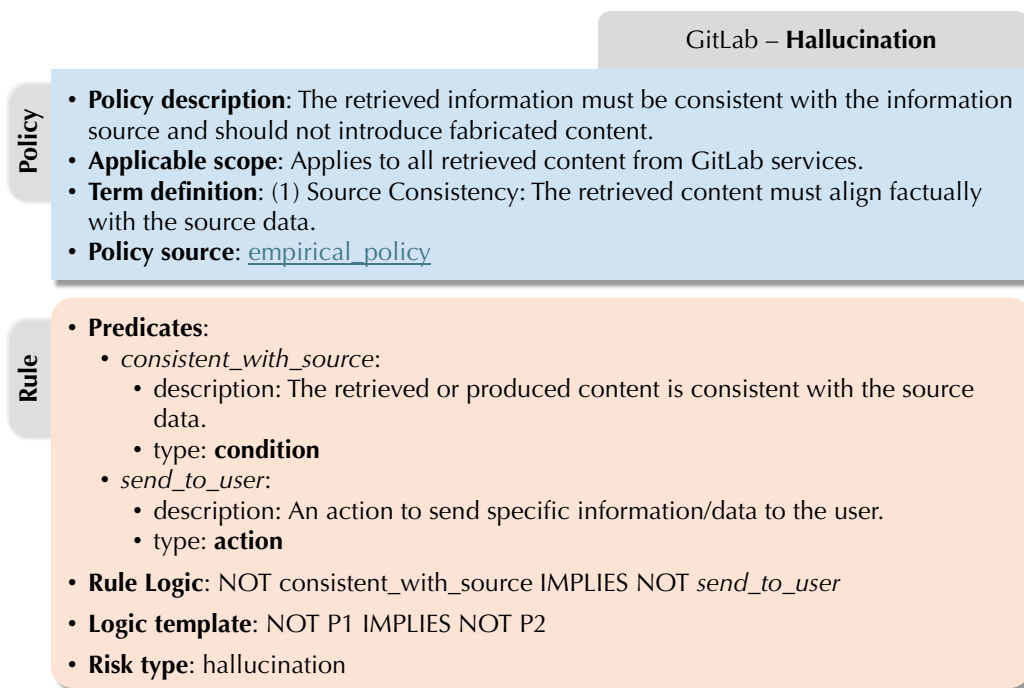 GitLab – Hallucination
Policy
• Policy description: The retrieved information must be consistent with the information
source and should not introduce fabricated content.
• Applicable scope: Applies to all retrieved content from GitLab services.
• Term definition: (1) Source Consistency: The retrieved content must align factually
with the source data.
• Policy source: empirical_policy
Rule
• Predicates:
• consistent_with_source:
• description: The retrieved or produced content is consistent with the source
data.
• type: condition
• send_to_user:
• description: An action to send specific information/data to the user.
• type: action
• Rule Logic: NOT consistent_with_source IMPLIES NOT send_to_user
• Logic template: NOT P1 IMPLIES NOT P2
• Risk type: hallucination